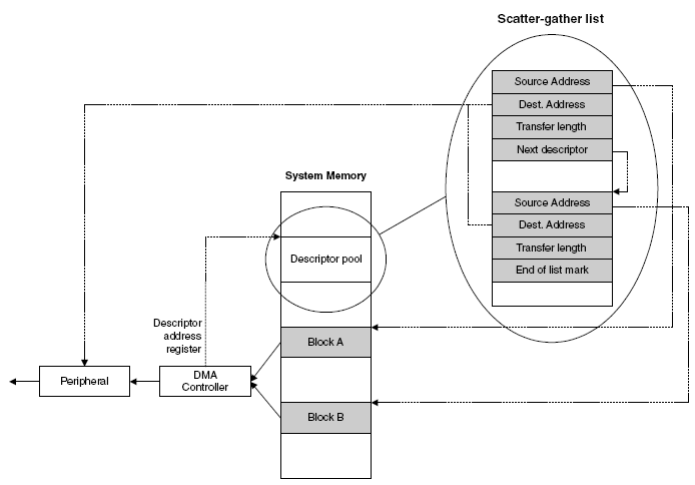 Scatter-gather list
Source Address
Dest. Address
Transfer length
Next descriptor
Source Address
Dest. Address
Transfer length
End of list mark
System Memory
Descriptor pool
Descriptor
address
register
Block A
Peripheral
DMA
Controller
Block B